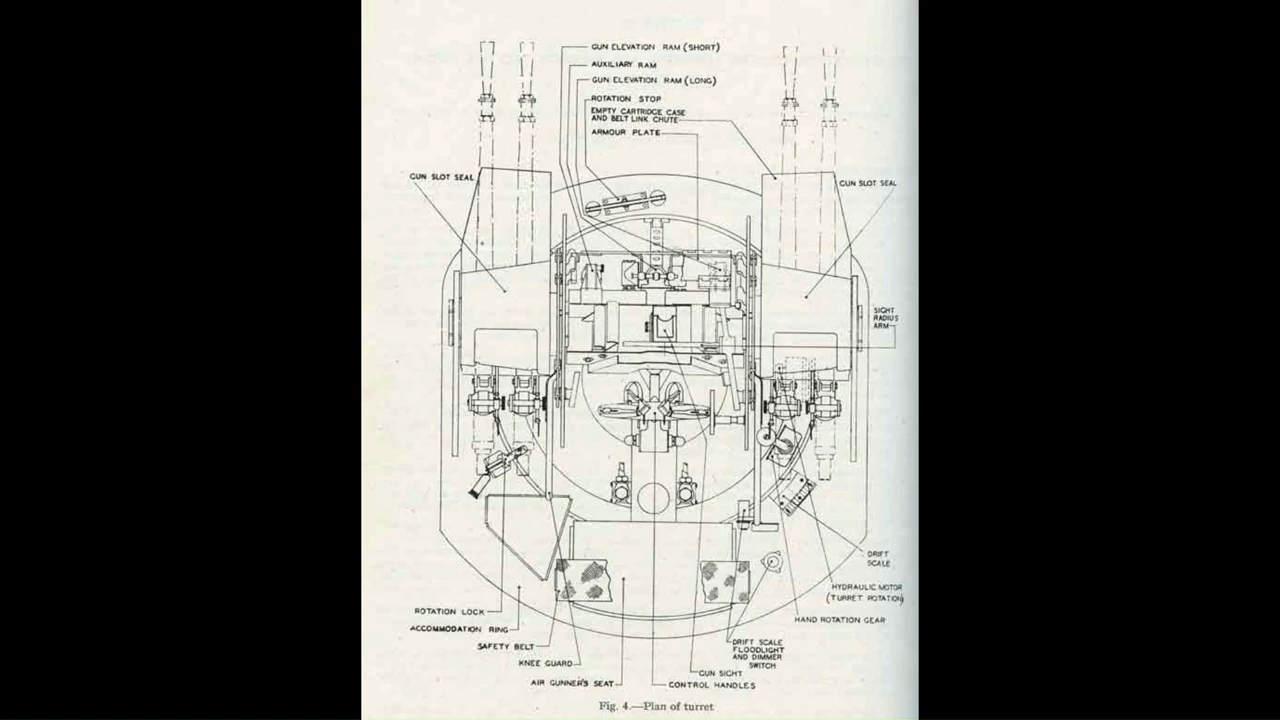 GUN ELEVATION RAM (SHORT)
AUXILIARY RAM
GUN ELEVATION RAM (LONG)
ROTATION STOP
EMPTY CARTRIDGE CASE
AND BELT LINK CHUTE
ARMOUR PLATE
GUN SLOT SEAL
GUN SLOT SEAL
SIGHT
RADIUS
ARM
DRIFT
SCALE
HYDRAULIC MOTOR
(TURRET ROTATION)
HAND ROTATION GEAR
ROTATION LOCK
ACCOMMODATION RING
SAFETY BELT
KNEE GUARD
AIR GUNNER'S SEAT
DRIFT SCALE
FLOODLIGHT
AND DIMMER
SWITCH
GUN SIGHT
CONTROL HANDLES
Fig. 4.—Plan of turret